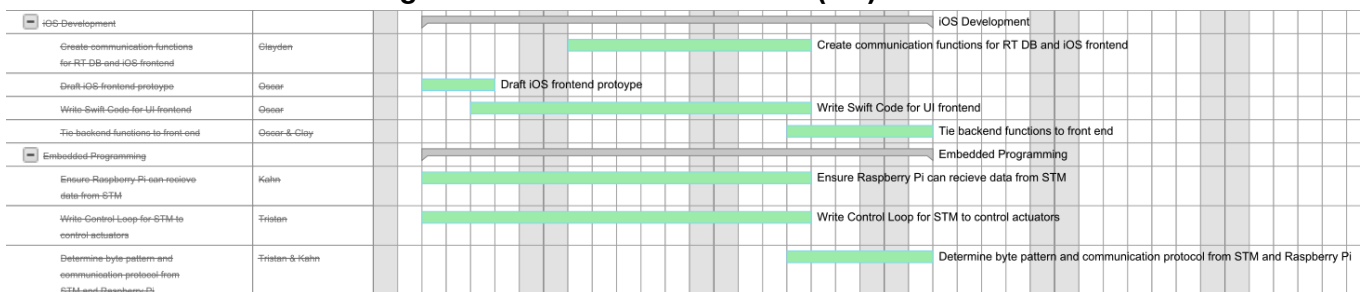 iOS Development
iOS Development
Create communication functions
for RT DB and iOS frontend
Clayden
Create communication functions for RT DB and iOS frontend
Draft iOS frontend protoype
Oscar
Draft iOS frontend protoype
Write Swift Code for UI frontend
Oscar
Write Swift Code for UI frontend
Tie backend functions to front end
Oscar & Clay
Tie backend functions to front end
Embedded Programming
Embedded Programming
Ensure Raspberry Pi can recieve
data from STM
Kahn
Ensure Raspberry Pi can recieve data from STM
Write Control Loop for STM to
control actuators
Tristan
Write Control Loop for STM to control actuators
Determine byte pattern and
communication protocol from
STM and Raspberry Pi
Tristan & Kahn
Determine byte pattern and communication protocol from STM and Raspberry Pi